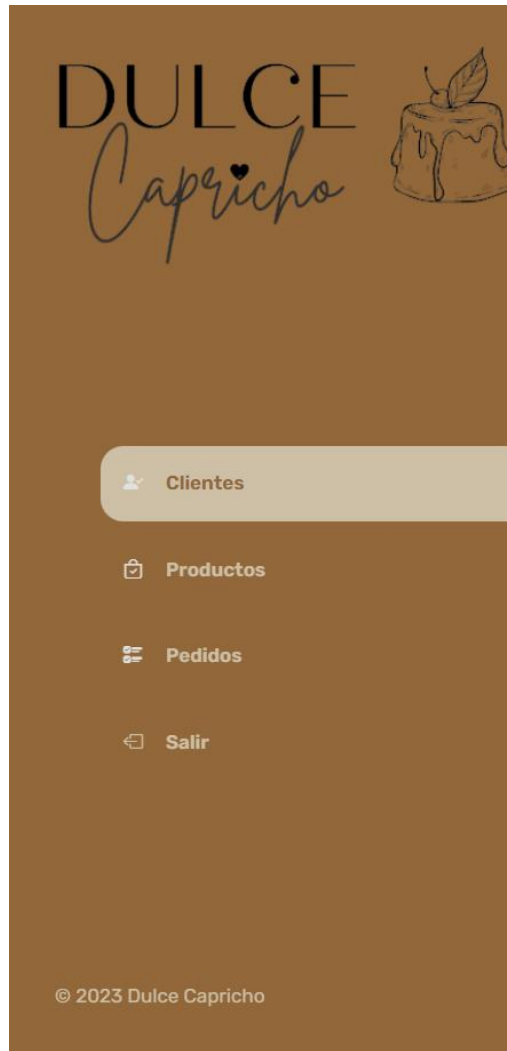 DULCE
Capricho
Clientes
Productos
Pedidos
Salir
© 2023 Dulce Capricho